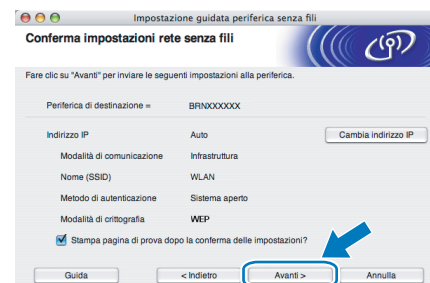 Impostazione guidata periferica senza fili
Conferma impostazioni rete senza fili
Fare clic su "Avanti" per inviare le seguenti impostazioni alla periferica.
Periferica di destinazione = BRNXXXXXX
Indirizzo IP Auto Cambia indirizzo IP
Modalità di comunicazione Infrastruttura
Nome (SSID) WLAN
Metodo di autenticazione Sistema aperto
Modalità di crittografia WEP
Stampa pagina di prova dopo la conferma delle impostazioni?
Guida < Indietro Avanti > Annulla